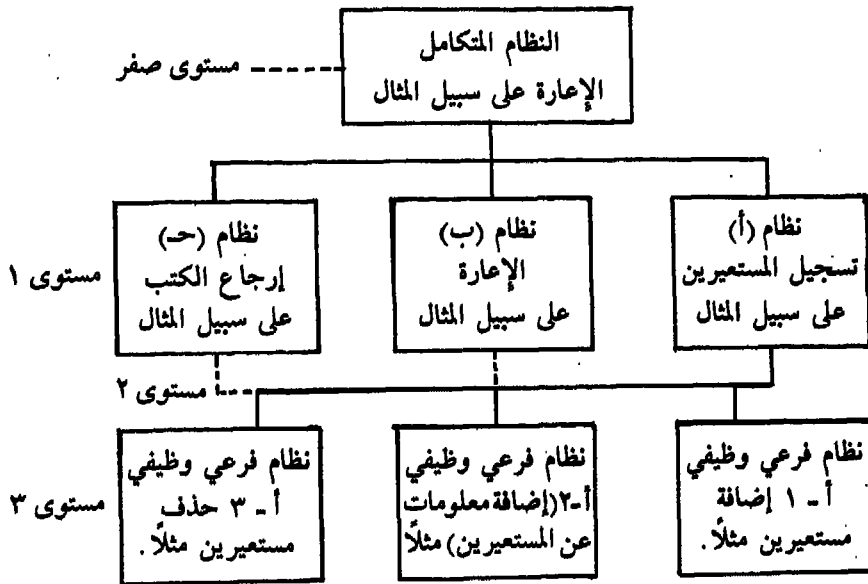 النظام المتكامل
الإعارة على سبيل المثال
مستوى صفر
نظام (أ)
تسجيل المستعيرين
على سبيل المثال
نظام (ب)
الإعارة
على سبيل المثال
نظام (حـ)
إرجاع الكتب
على سبيل المثال
مستوى ١
مستوى ٢
نظام فرعي وظيفي
أ - ١ إضافة
مستعيرين مثلاً.
نظام فرعي وظيفي
أ-٢ (إضافة معلومات
عن المستعيرين) مثلاً
نظام فرعي وظيفي
أ - ٣ حذف
مستعيرين مثلاً.
مستوى ٣